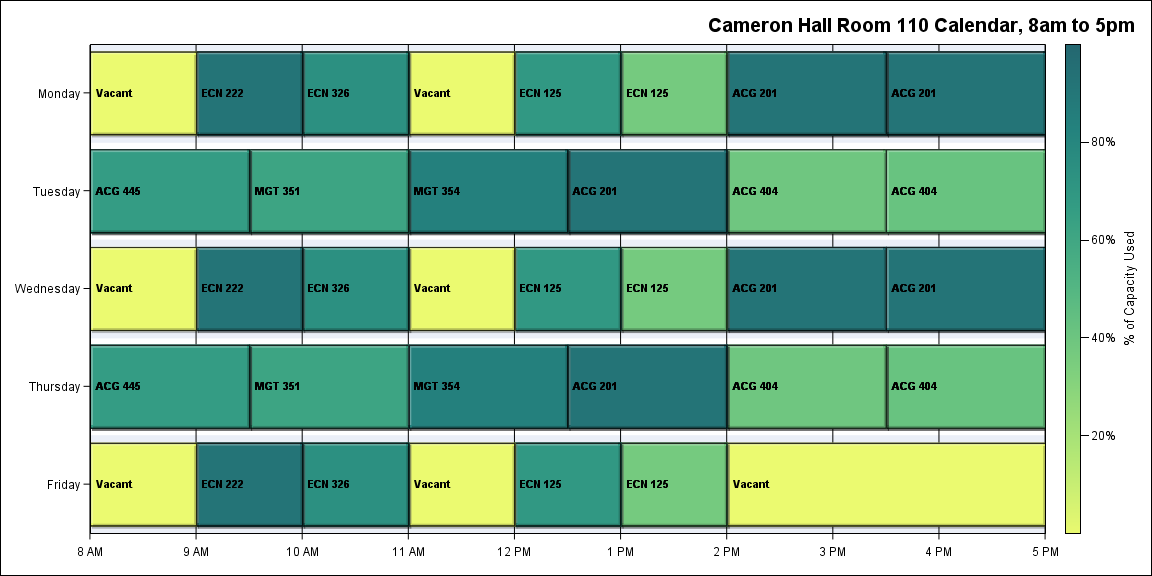 Cameron Hall Room 110 Calendar, 8am to 5pm
Monday
Vacant
ECN 222
ECN 326
Vacant
ECN 125
ECN 125
ACG 201
ACG 201
Tuesday
ACG 445
MGT 351
MGT 354
ACG 201
ACG 404
ACG 404
Wednesday
Vacant
ECN 222
ECN 326
Vacant
ECN 125
ECN 125
ACG 201
ACG 201
Thursday
ACG 445
MGT 351
MGT 354
ACG 201
ACG 404
ACG 404
Friday
Vacant
ECN 222
ECN 326
Vacant
ECN 125
ECN 125
Vacant
8 AM
9 AM
10 AM
11 AM
12 PM
1 PM
2 PM
3 PM
4 PM
5 PM
80%
60%
40%
20%
% of Capacity Used